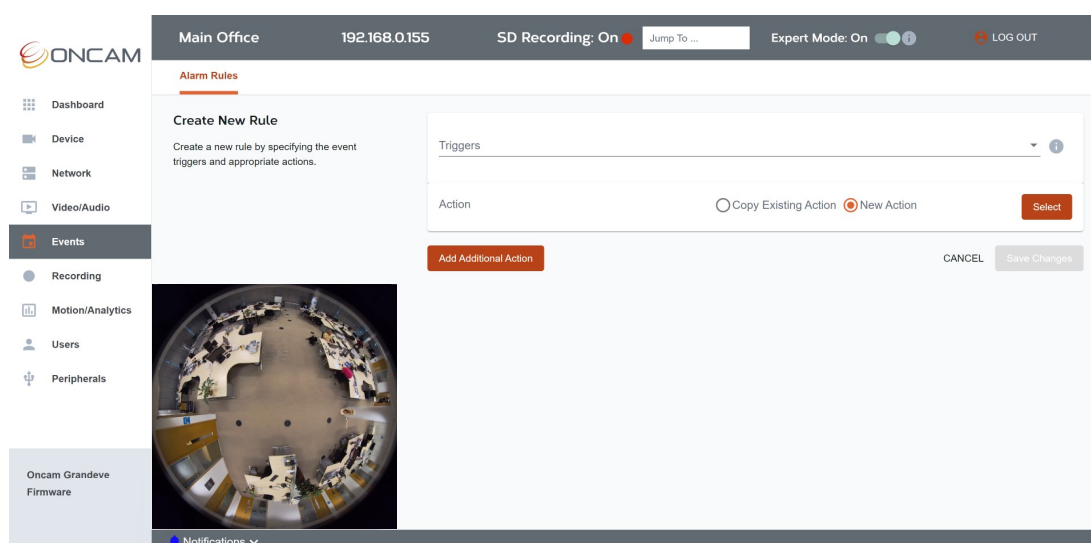 ONCAM
Main Office 192.168.0.155 SD Recording: On Jump To ... Expert Mode: On LOG OUT
Alarm Rules
Dashboard
Device
Network
Video/Audio
Events
Recording
Motion/Analytics
Users
Peripherals
Oncam Grandeve
Firmware
Create New Rule
Create a new rule by specifying the event
triggers and appropriate actions.
Triggers
Action Copy Existing Action New Action Select
Add Additional Action CANCEL Save Changes
Notifications